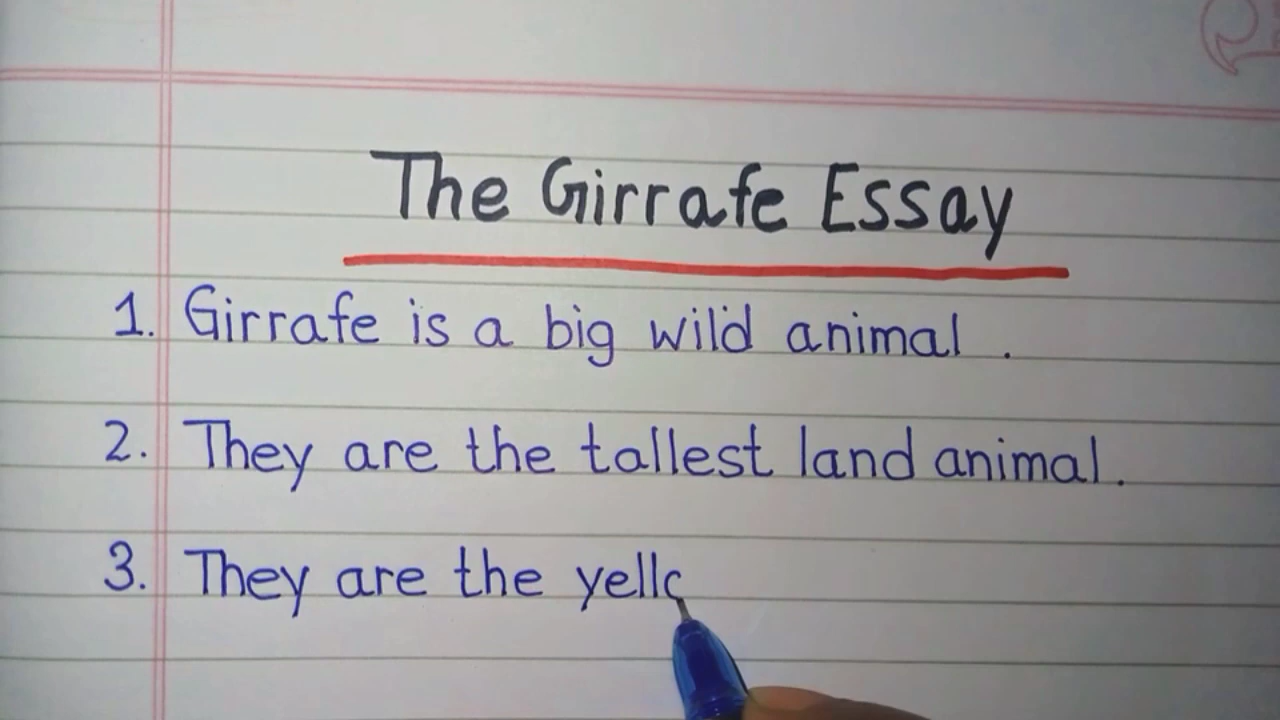 The Girrafe Essay
1. Girrafe is a big wild animal .
2. They are the tallest land animal.
3. They are the yellc